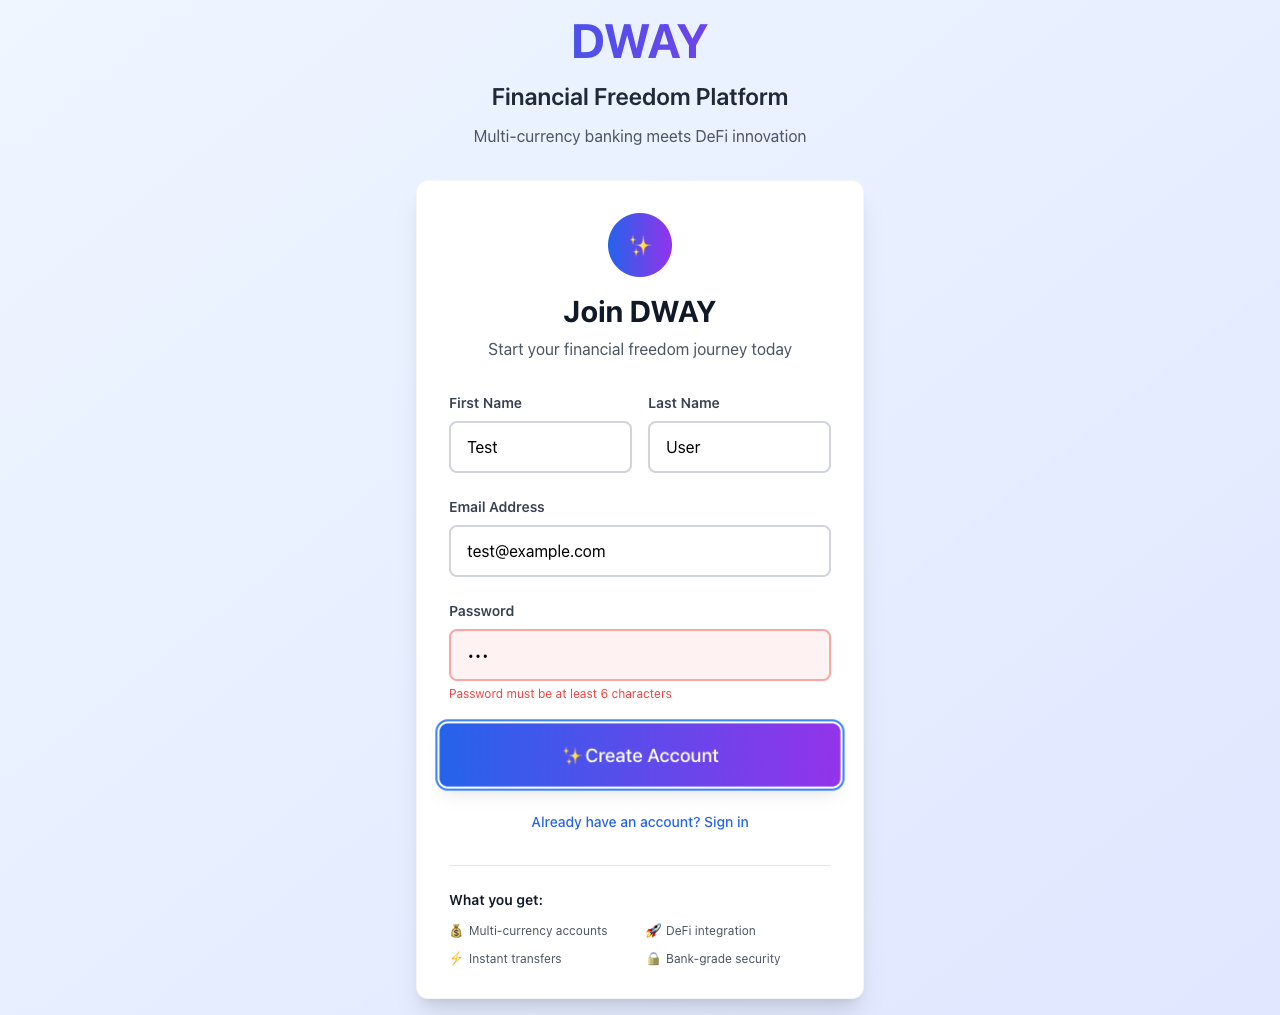 DWAY
Financial Freedom Platform
Multi-currency banking meets DeFi innovation
✨
Join DWAY
Start your financial freedom journey today
First Name Last Name
Test User
Email Address
test@example.com
Password
•••
Password must be at least 6 characters
✨ Create Account
Already have an account? Sign in
What you get:
💰 Multi-currency accounts 🚀 DeFi integration
⚡ Instant transfers 🔒 Bank-grade security